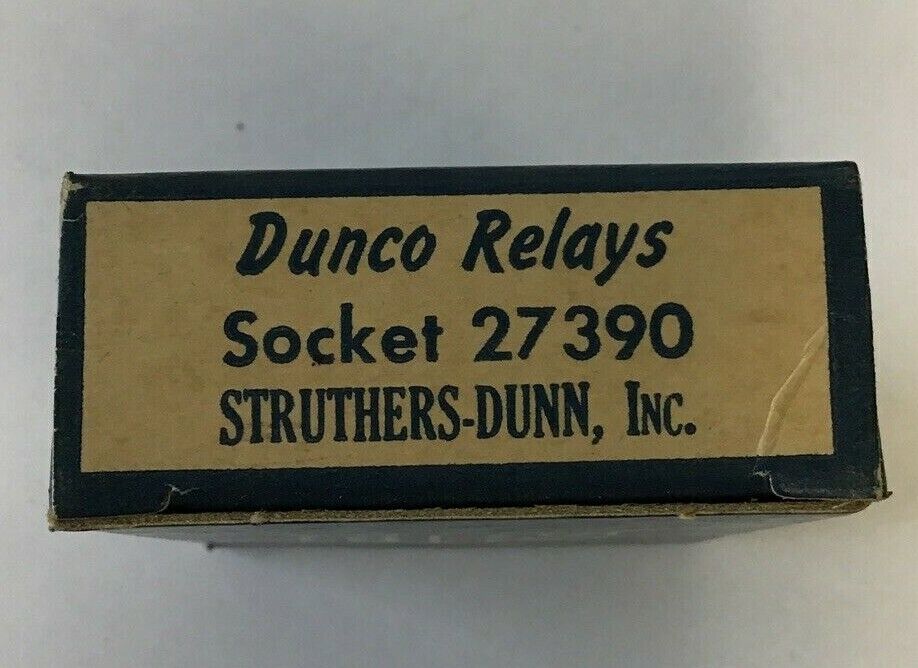 Dunco Relays
Socket 27390
STRUTHERS-DUNN, INC.